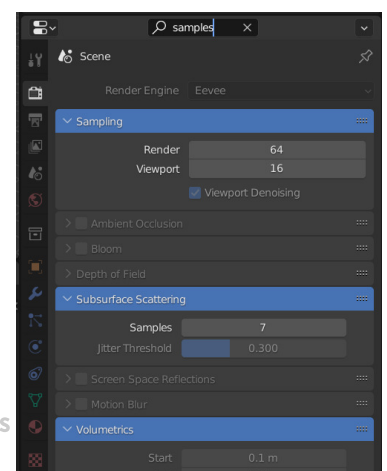 samples
Scene
Render Engine Eevee
Sampling
Render 64
Viewport 16
Viewport Denoising
Ambient Occlusion
Bloom
Depth of Field
Subsurface Scattering
Samples 7
Jitter Threshold 0.300
Screen Space Reflections
Motion Blur
s
Volumetrics
Start 0.1 m